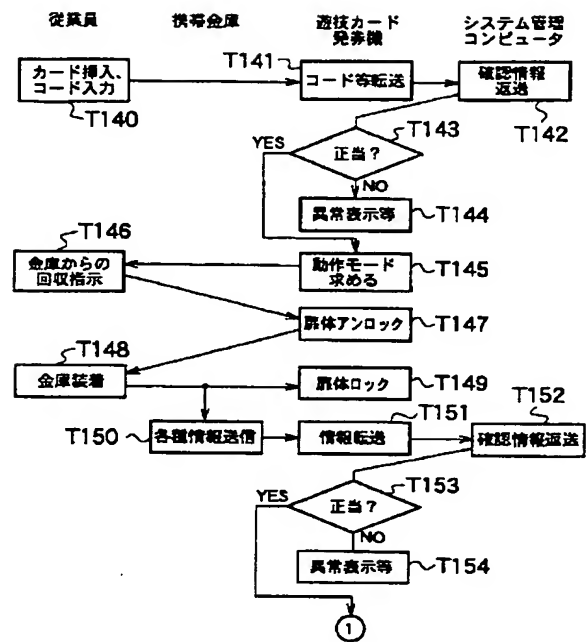 従業員
携帯金庫
遊技カード
発券機
システム管理
コンピュータ
カード挿入、
コード入力
T140
T141
コード等転送
確認情報
返送
T142
T143
YES
正当?
NO
異常表示等
T144
T146
金庫からの
回収指示
動作モード
求める
T145
扉体アンロック
T147
T148
金庫装着
扉体ロック
T149
T150
各種情報送信
T151
情報転送
T152
確認情報返送
T153
YES
正当?
NO
異常表示等
T154
1